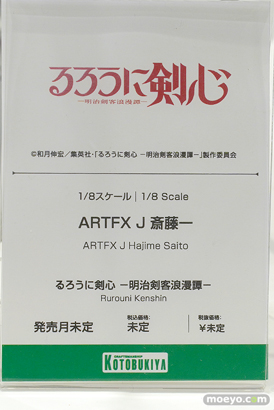 るろうに剣心
−明治剣客浪漫譚−
©和月伸宏／集英社・「るろうに剣心 −明治剣客浪漫譚−」製作委員会
1/8スケール｜1/8 Scale
ARTFX J 斎藤一
ARTFX J Hajime Saito
るろうに剣心 −明治剣客浪漫譚−
Rurouni Kenshin
発売月未定
税込価格：
未定
税抜価格：
￥未定
KOTOBUKIYA
moeyo.com